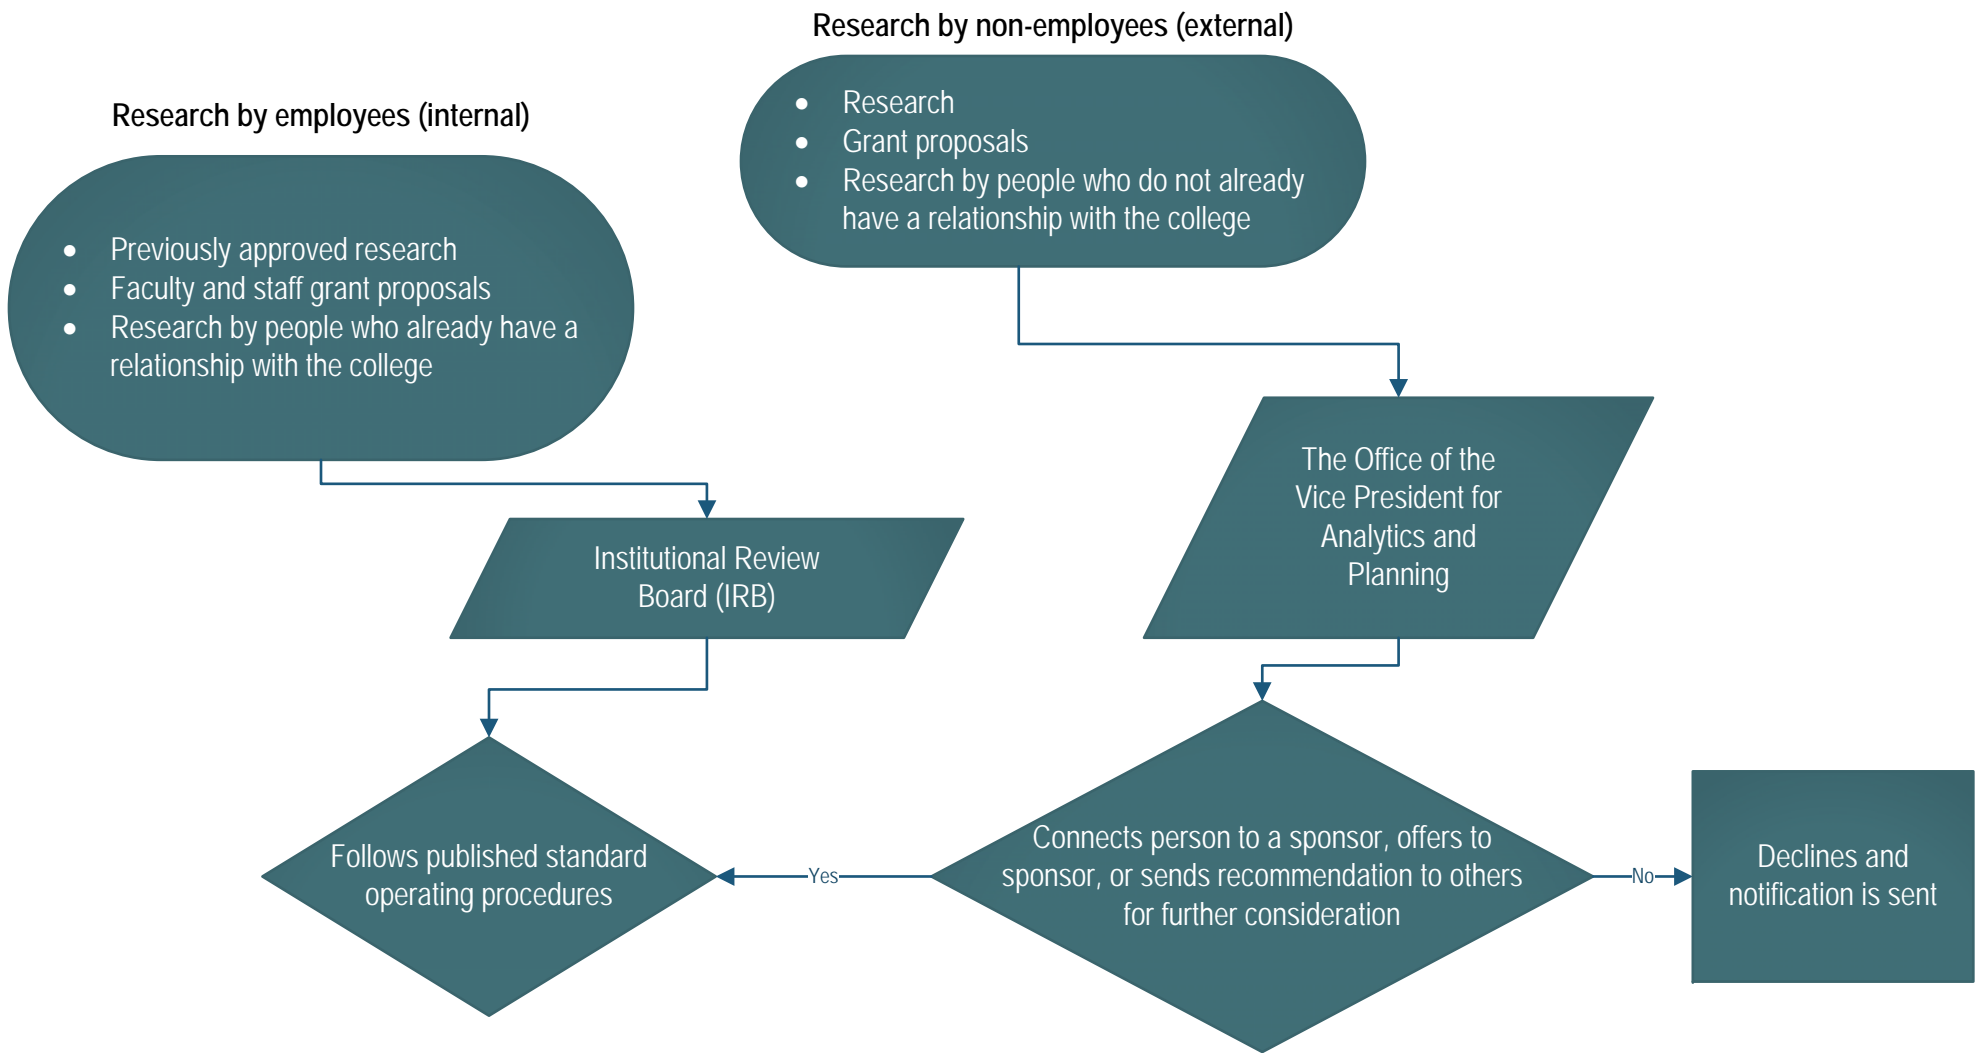 Research by non-employees (external)
• Research
• Grant proposals
• Research by people who do not already
have a relationship with the college
Research by employees (internal)
• Previously approved research
• Faculty and staff grant proposals
• Research by people who already have a
relationship with the college
The Office of the
Vice President for
Analytics and
Planning
Institutional Review
Board (IRB)
Follows published standard
operating procedures
Yes
Connects person to a sponsor, offers to
sponsor, or sends recommendation to others
for further consideration
No
Declines and
notification is sent